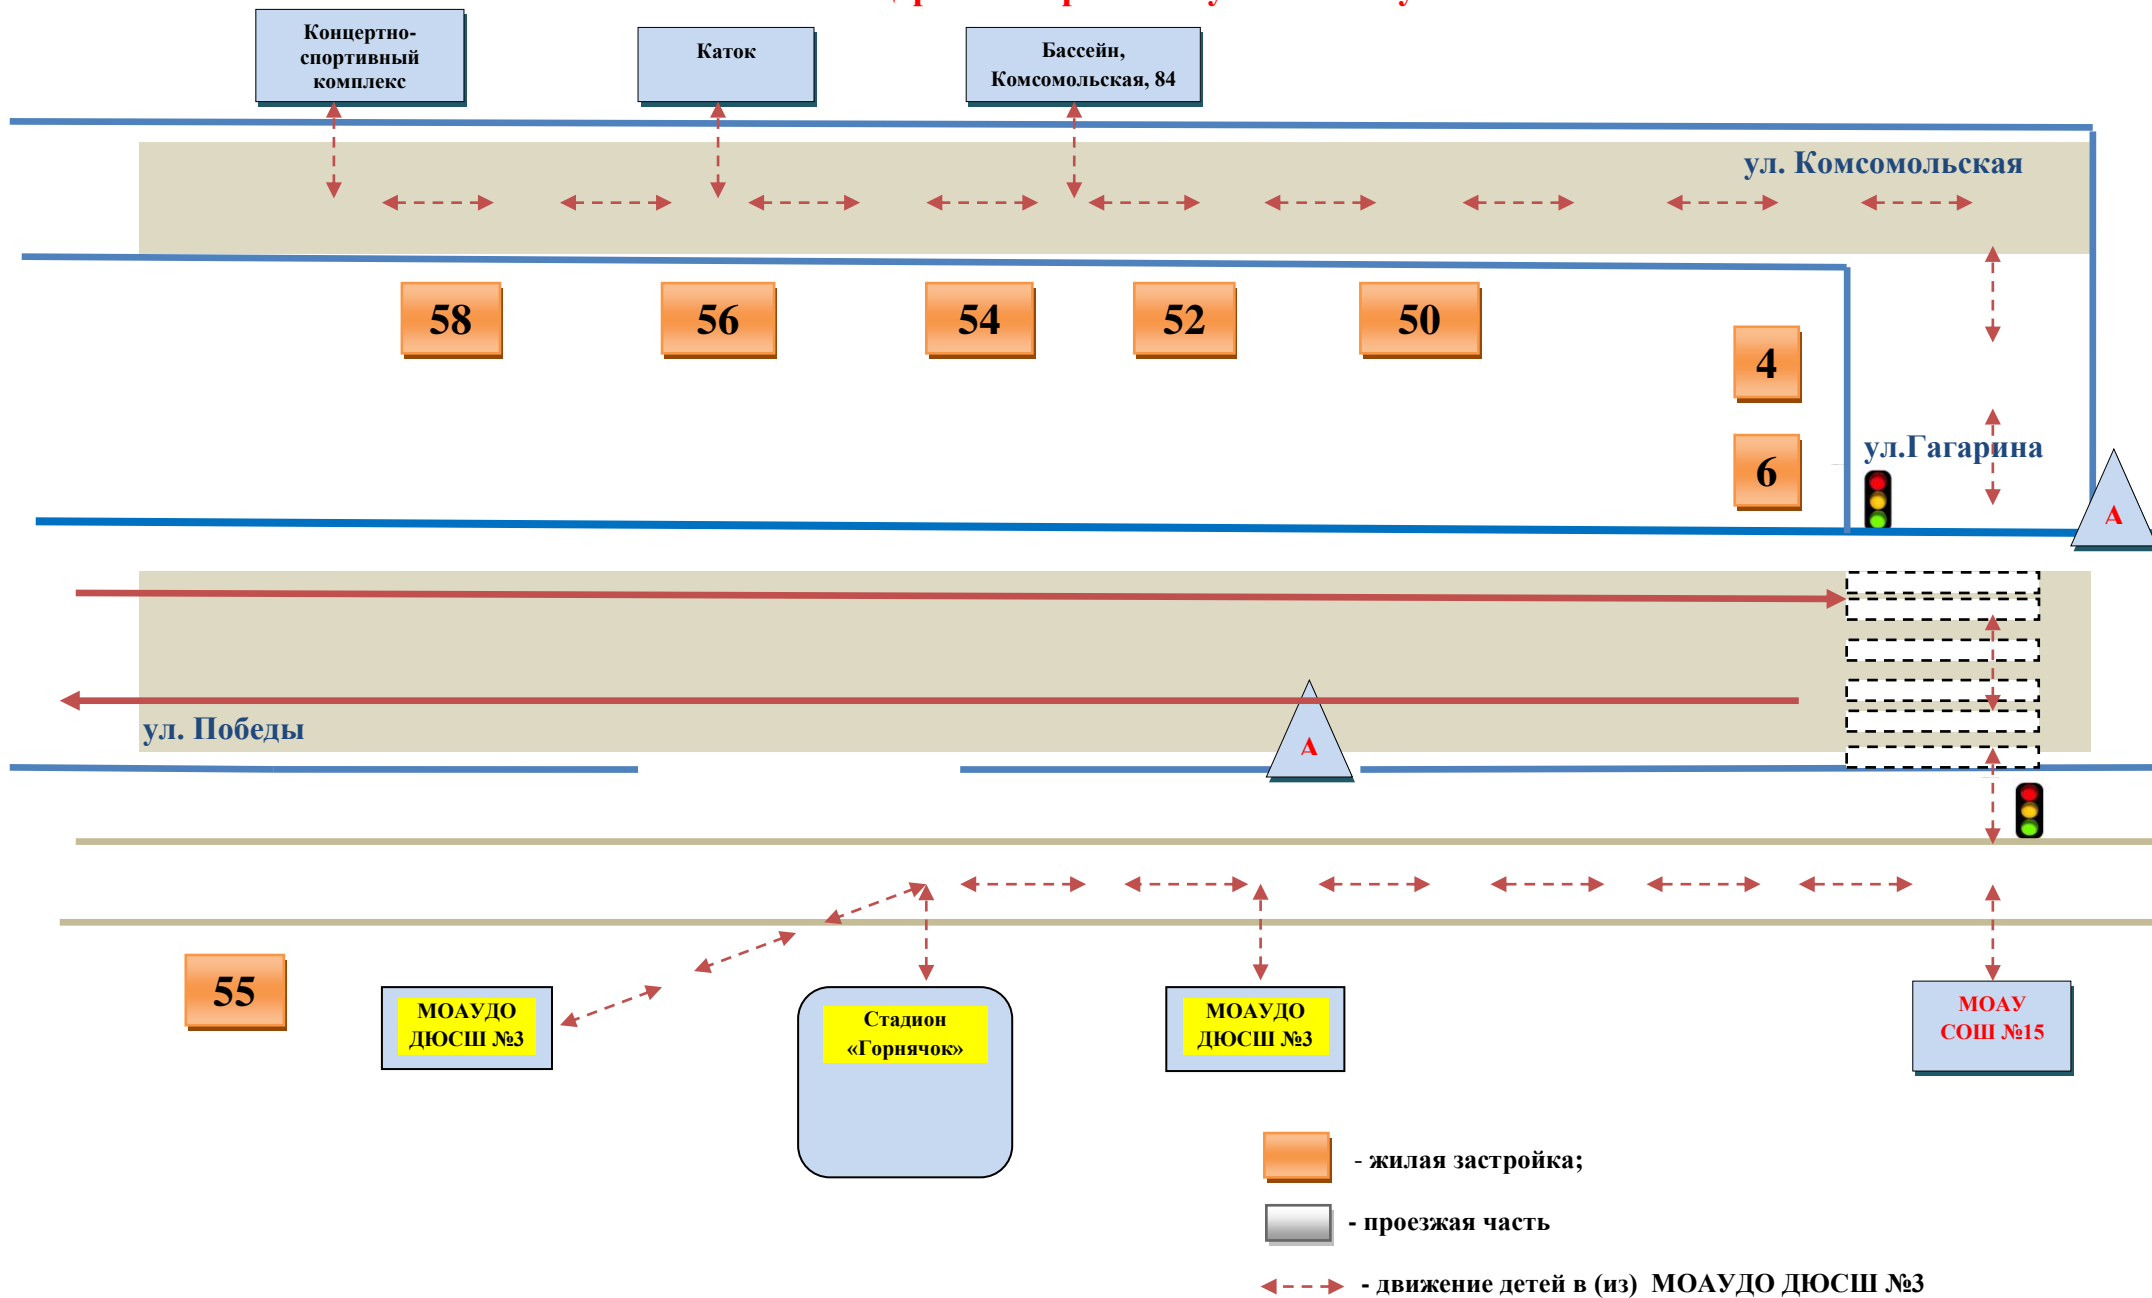 Концертно-
спортивный
комплекс
Каток
Бассейн,
Комсомольская, 84
ул. Комсомольская
58
56
54
52
50
4
6
ул.Гагарина
А
ул. Победы
А
55
МОАУДО
ДЮСШ №3
Стадион
«Горнячок»
МОАУДО
ДЮСШ №3
МОАУ
СОШ №15
- жилая застройка;
- проезжая часть
- движение детей в (из) МОАУДО ДЮСШ №3